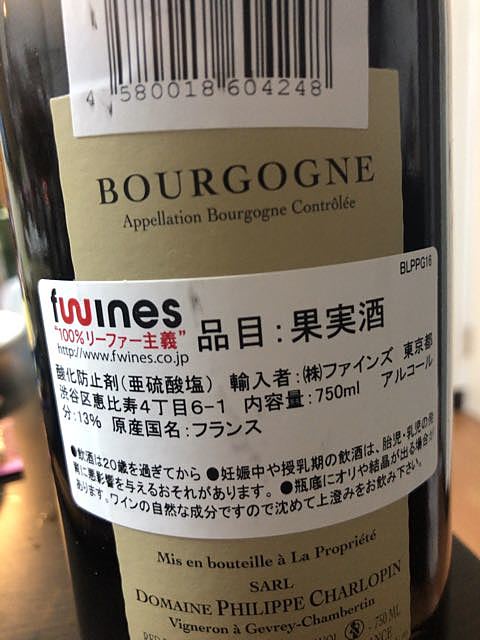 4 580018 604248
BOURGOGNE
Appellation Bourgogne Contrôlée
BLPPG16
fwines
"100%リーファー主義"
http://www.fwines.co.jp
品目:果実酒
酸化防止剤(亜硫酸塩) 輸入者:㈱ファインズ 東京都
渋谷区恵比寿4丁目6-1 内容量:750ml アルコール
分:13% 原産国名:フランス
●飲酒は20歳を過ぎてから ●妊娠中や授乳期の飲酒は、胎児・乳児の発
育に悪影響を与えるおそれがあります。 ●瓶底にオリや結晶が出る場合が
あります。ワインの自然な成分ですので沈めて上澄みをお飲み下さい。
Mis en bouteille à La Propriété
SARL
DOMAINE PHILIPPE CHARLOPIN
Vigneron à Gevrey-Chambertin
750 ML